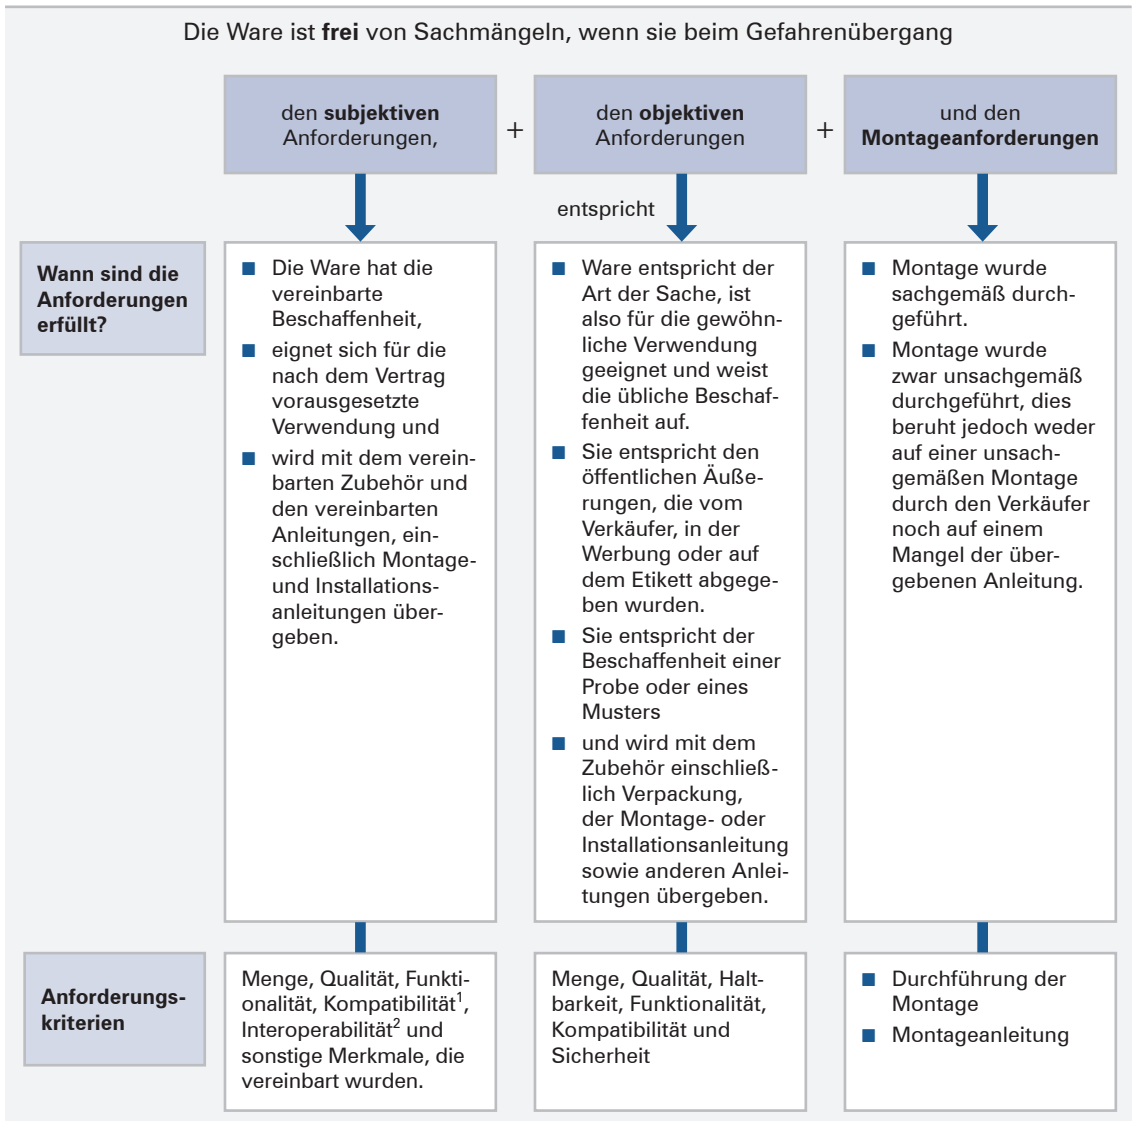 Die Ware ist frei von Sachmängeln, wenn sie beim Gefahrenübergang
den subjektiven
Anforderungen,
+
den objektiven
Anforderungen
+
und den
Montageanforderungen
entspricht
Wann sind die
Anforderungen
erfüllt?
■ Die Ware hat die
vereinbarte
Beschaffenheit,
■ eignet sich für die
nach dem Vertrag
vorausgesetzte
Verwendung und
■ wird mit dem verein-
barten Zubehör und
den vereinbarten
Anleitungen, ein-
schließlich Montage-
und Installations-
anleitungen über-
geben.
■ Ware entspricht der
Art der Sache, ist
also für die gewöhn-
liche Verwendung
geeignet und weist
die übliche Beschaf-
fenheit auf.
■ Sie entspricht den
öffentlichen Äuße-
rungen, die vom
Verkäufer, in der
Werbung oder auf
dem Etikett abgege-
ben wurden.
■ Sie entspricht der
Beschaffenheit einer
Probe oder eines
Musters
■ und wird mit dem
Zubehör einschließ-
lich Verpackung,
der Montage- oder
Installationsanleitung
sowie anderen Anlei-
tungen übergeben.
■ Montage wurde
sachgemäß durch-
geführt.
■ Montage wurde
zwar unsachgemäß
durchgeführt, dies
beruht jedoch weder
auf einer unsach-
gemäßen Montage
durch den Verkäufer
noch auf einem
Mangel der über-
gebenen Anleitung.
Anforderungs-
kriterien
Menge, Qualität, Funkti-
onalität, Kompatibilität¹,
Interoperabilität² und
sonstige Merkmale, die
vereinbart wurden.
Menge, Qualität, Halt-
barkeit, Funktionalität,
Kompatibilität und
Sicherheit
■ Durchführung der
Montage
■ Montageanleitung